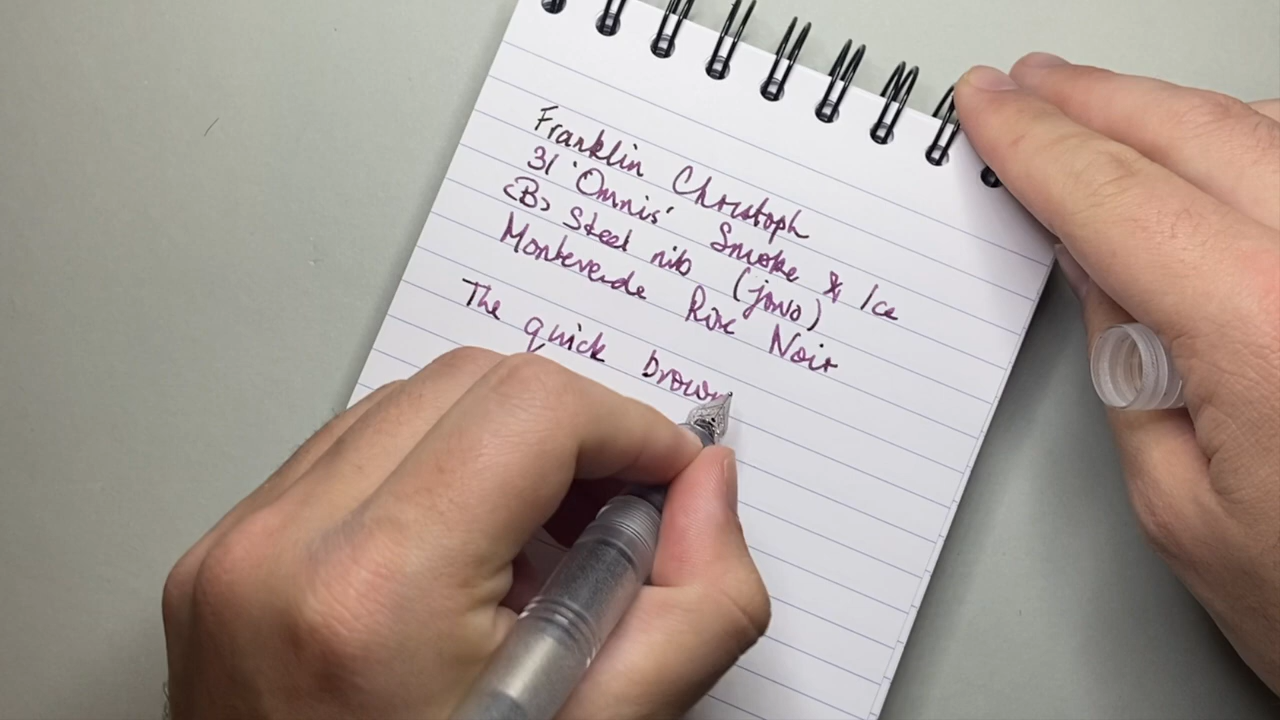 Franklin Christoph
31 'Omnis' Smoke & Ice
<B> Steel nib (jowo)
Monteverde Rose Noir
The quick brown